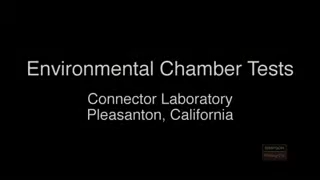 Environmental Chamber Tests
Connector Laboratory
Pleasanton, California